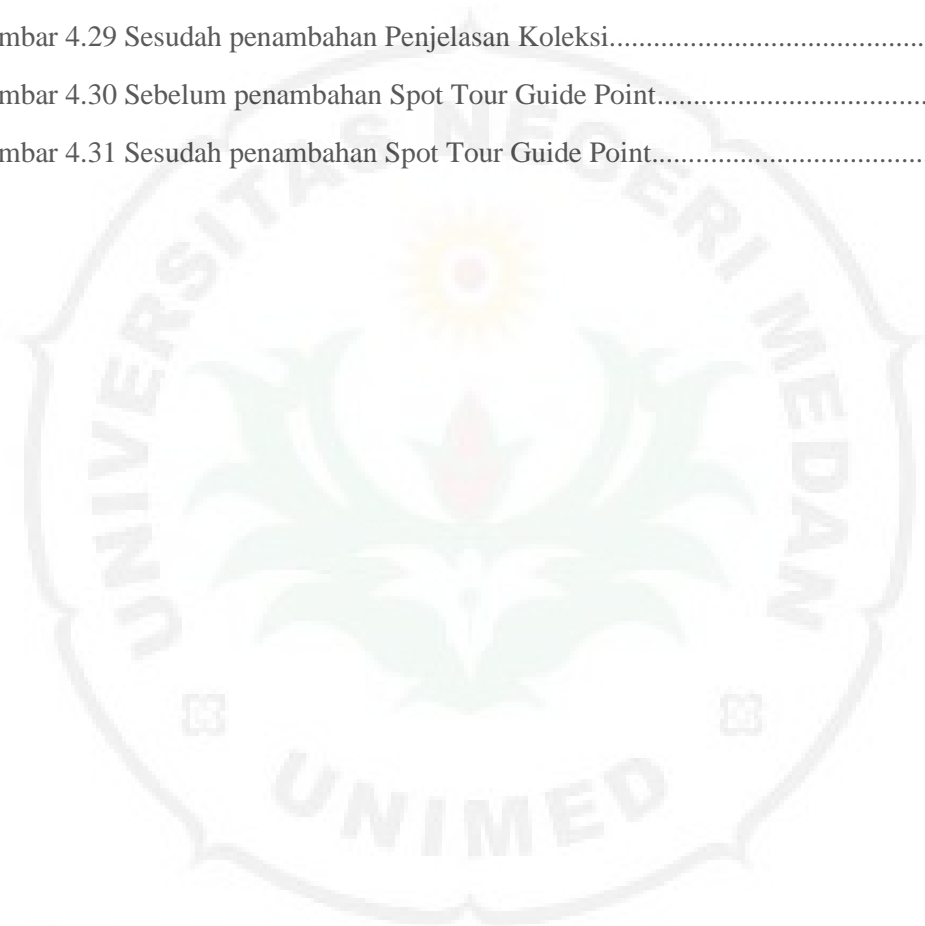 mbar 4.29 Sesudah penambahan Penjelasan Koleksi.......................................
mbar 4.30 Sebelum penambahan Spot Tour Guide Point..................................
mbar 4.31 Sesudah penambahan Spot Tour Guide Point...................................
UNIVERSITAS NEGERI MEDAN
UNIMED